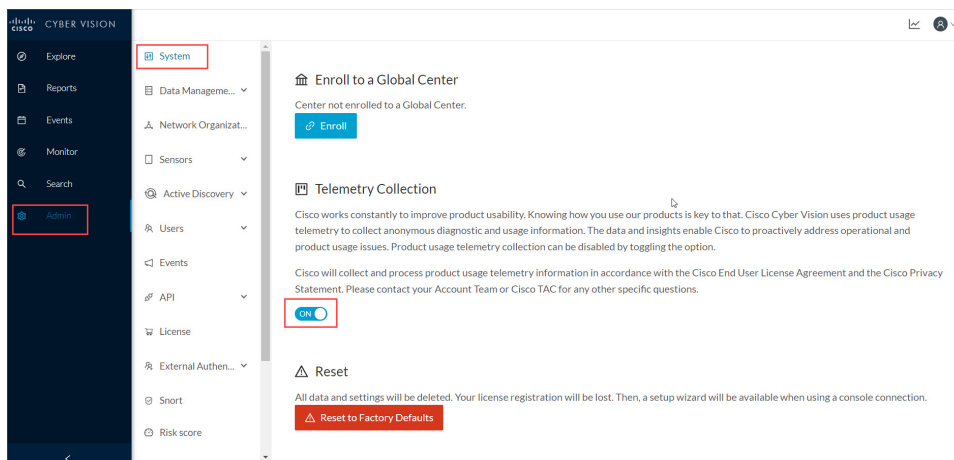 cisco CYBER VISION
Explore
Reports
Events
Monitor
Search
Admin
System
Data Manageme...
Network Organizat...
Sensors
Active Discovery
Users
Events
API
License
External Authen...
Snort
Risk score
Enroll to a Global Center
Center not enrolled to a Global Center.
Enroll
Telemetry Collection
Cisco works constantly to improve product usability. Knowing how you use our products is key to that. Cisco Cyber Vision uses product usage
telemetry to collect anonymous diagnostic and usage information. The data and insights enable Cisco to proactively address operational and
product usage issues. Product usage telemetry collection can be disabled by toggling the option.
Cisco will collect and process product usage telemetry information in accordance with the Cisco End User License Agreement and the Cisco Privacy
Statement. Please contact your Account Team or Cisco TAC for any other specific questions.
ON
Reset
All data and settings will be deleted. Your license registration will be lost. Then, a setup wizard will be available when using a console connection.
Reset to Factory Defaults